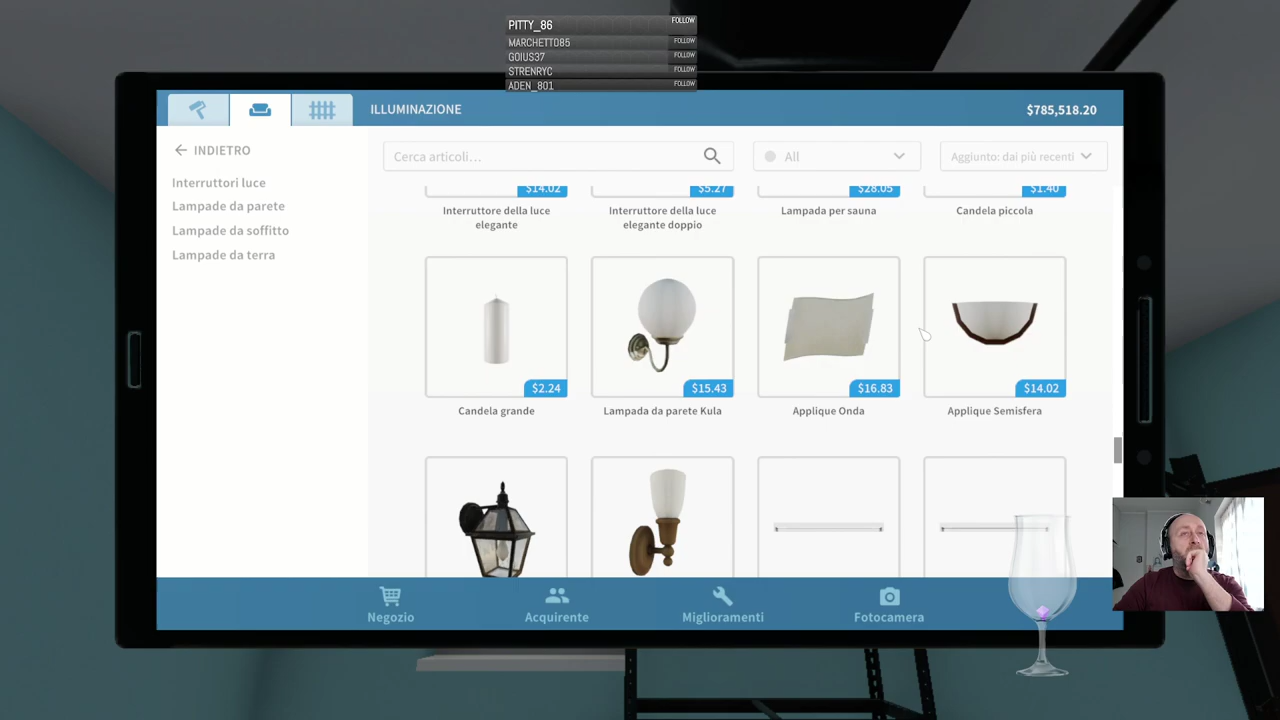 PITTY_86 FOLLOW
MARCHETTO85 FOLLOW
GOIUS37 FOLLOW
STRENRYC FOLLOW
ADEN_801 FOLLOW
ILLUMINAZIONE
$785,518.20
INDIETRO
Cerca articoli...
All
Aggiunto: dai più recenti
Interruttori luce
Lampade da parete
Lampade da soffitto
Lampade da terra
$14.02
$5.27
$28.05
$1.40
Interruttore della luce
elegante
Interruttore della luce
elegante doppio
Lampada per sauna
Candela piccola
$2.24
$15.43
$16.83
$14.02
Candela grande
Lampada da parete Kula
Applique Onda
Applique Semisfera
Negozio
Acquirente
Miglioramenti
Fotocamera